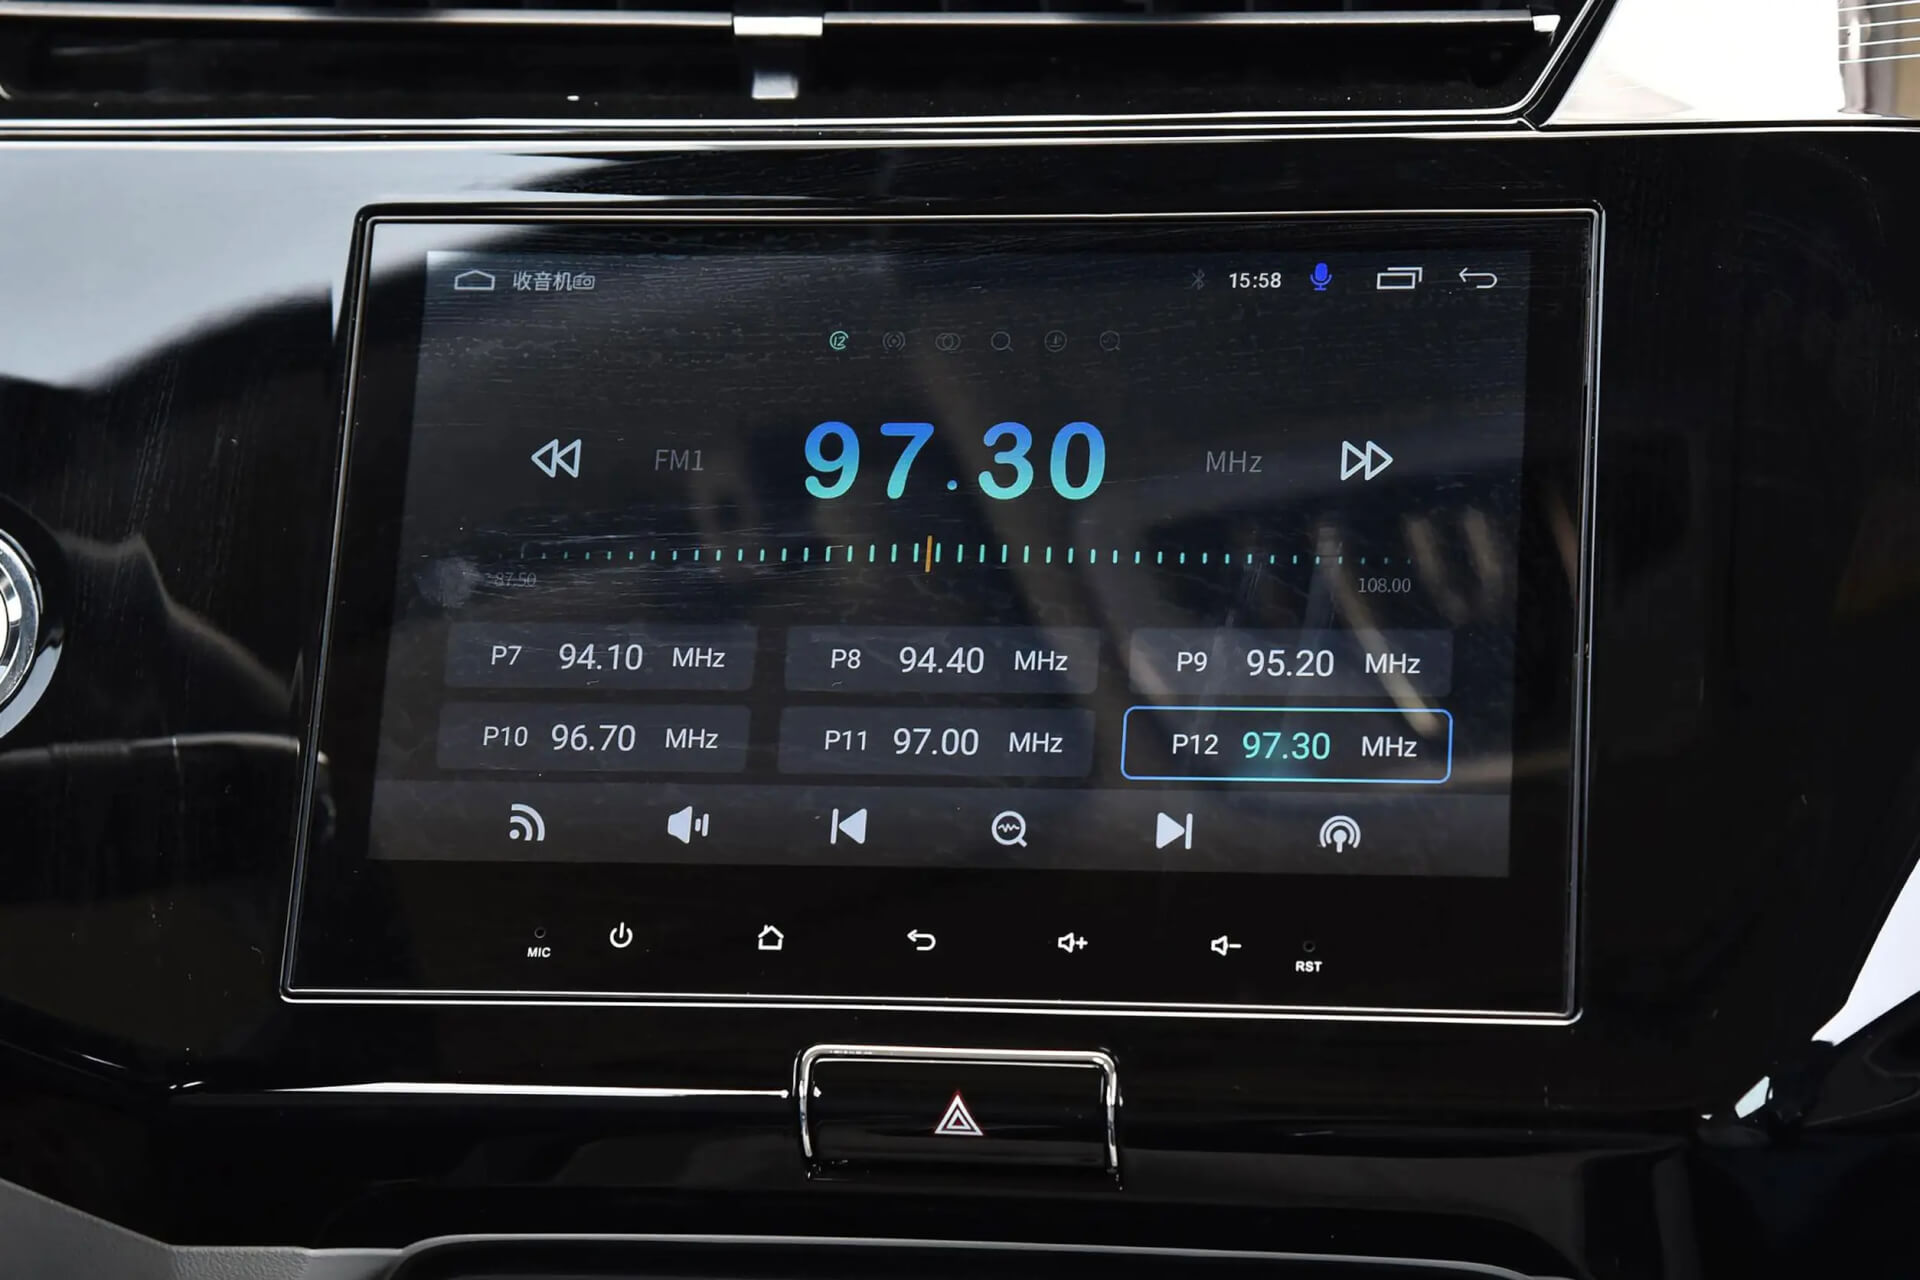 收音机 15:58
FM1 97.30 MHz
87.50 108.00
P7 94.10 MHz P8 94.40 MHz P9 95.20 MHz
P10 96.70 MHz P11 97.00 MHz P12 97.30 MHz
MIC RST